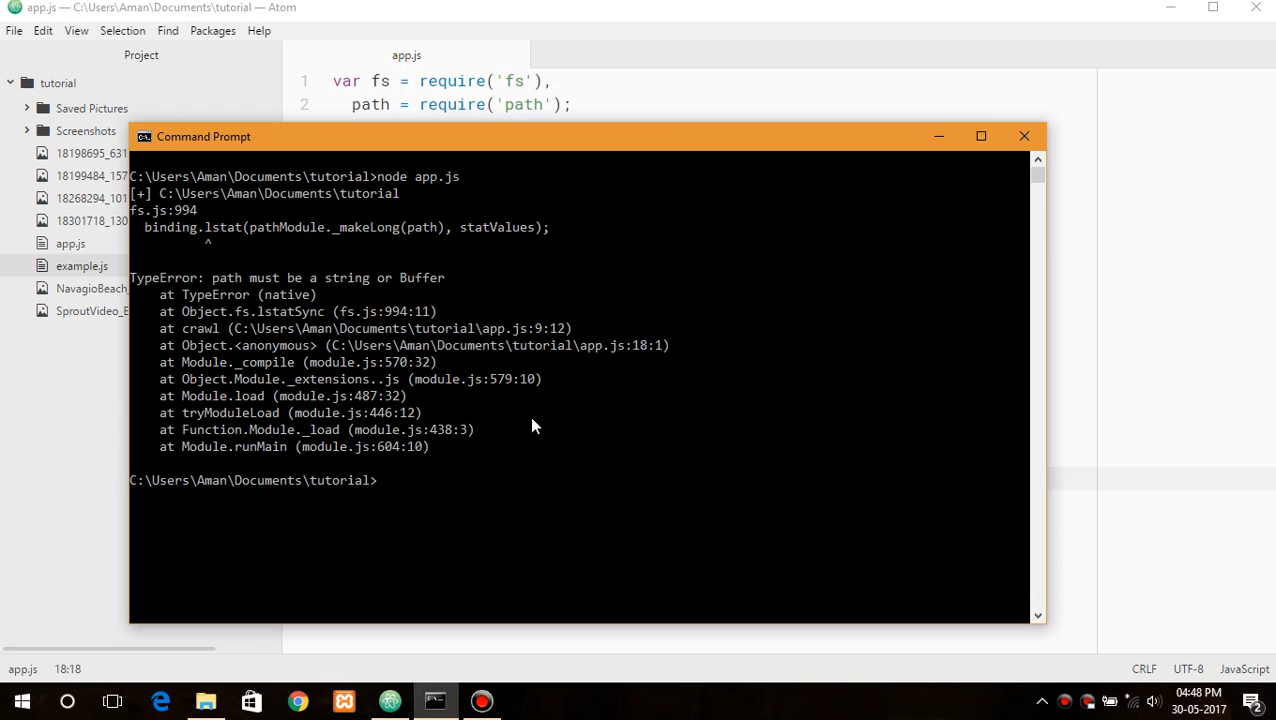 app.js — C:\Users\Aman\Documents\tutorial — Atom
File Edit View Selection Find Packages Help
Project
app.js
tutorial
Saved Pictures
Screenshots
18198695_631
18199484_157
18268294_101
18301718_130
app.js
example.js
NavagioBeach_
SproutVideo_E
1 var fs = require('fs'),
2 path = require('path');
Command Prompt
C:\Users\Aman\Documents\tutorial>node app.js
[+] C:\Users\Aman\Documents\tutorial
fs.js:994
binding.lstat(pathModule._makeLong(path), statValues);
^
TypeError: path must be a string or Buffer
at TypeError (native)
at Object.fs.lstatSync (fs.js:994:11)
at crawl (C:\Users\Aman\Documents\tutorial\app.js:9:12)
at Object.<anonymous> (C:\Users\Aman\Documents\tutorial\app.js:18:1)
at Module._compile (module.js:570:32)
at Object.Module._extensions..js (module.js:579:10)
at Module.load (module.js:487:32)
at tryModuleLoad (module.js:446:12)
at Function.Module._load (module.js:438:3)
at Module.runMain (module.js:604:10)
C:\Users\Aman\Documents\tutorial>
app.js 18:18 CRLF UTF-8 JavaScript
04:48 PM
30-05-2017
2